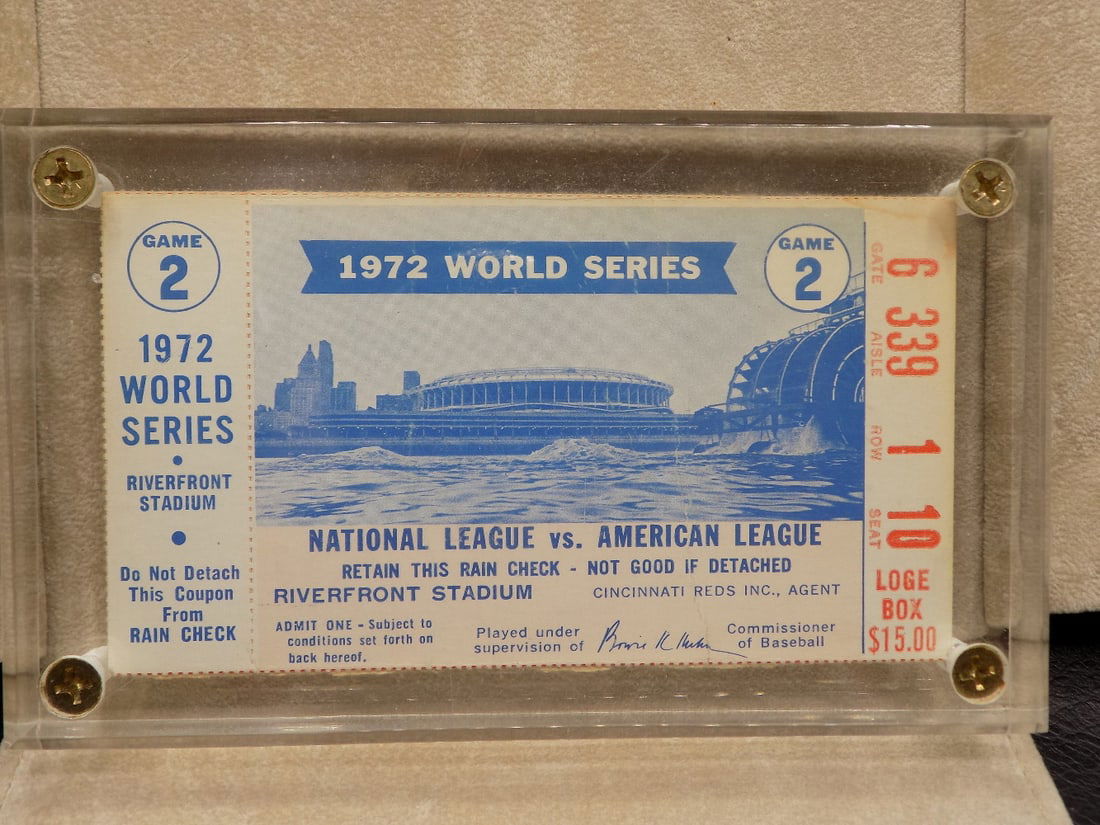 GAME
2
1972
WORLD
SERIES
RIVERFRONT
STADIUM
Do Not Detach
This Coupon
From
RAIN CHECK
1972 WORLD SERIES
GAME
2
NATIONAL LEAGUE vs. AMERICAN LEAGUE
RETAIN THIS RAIN CHECK - NOT GOOD IF DETACHED
RIVERFRONT STADIUM CINCINNATI REDS INC., AGENT
ADMIT ONE - Subject to
conditions set forth on
back hereof.
Played under
supervision of
Bowie K Kuhn
Commissioner
of Baseball
GATE 6
AISLE 339
ROW 1
SEAT 10
LOGE
BOX
$15.00